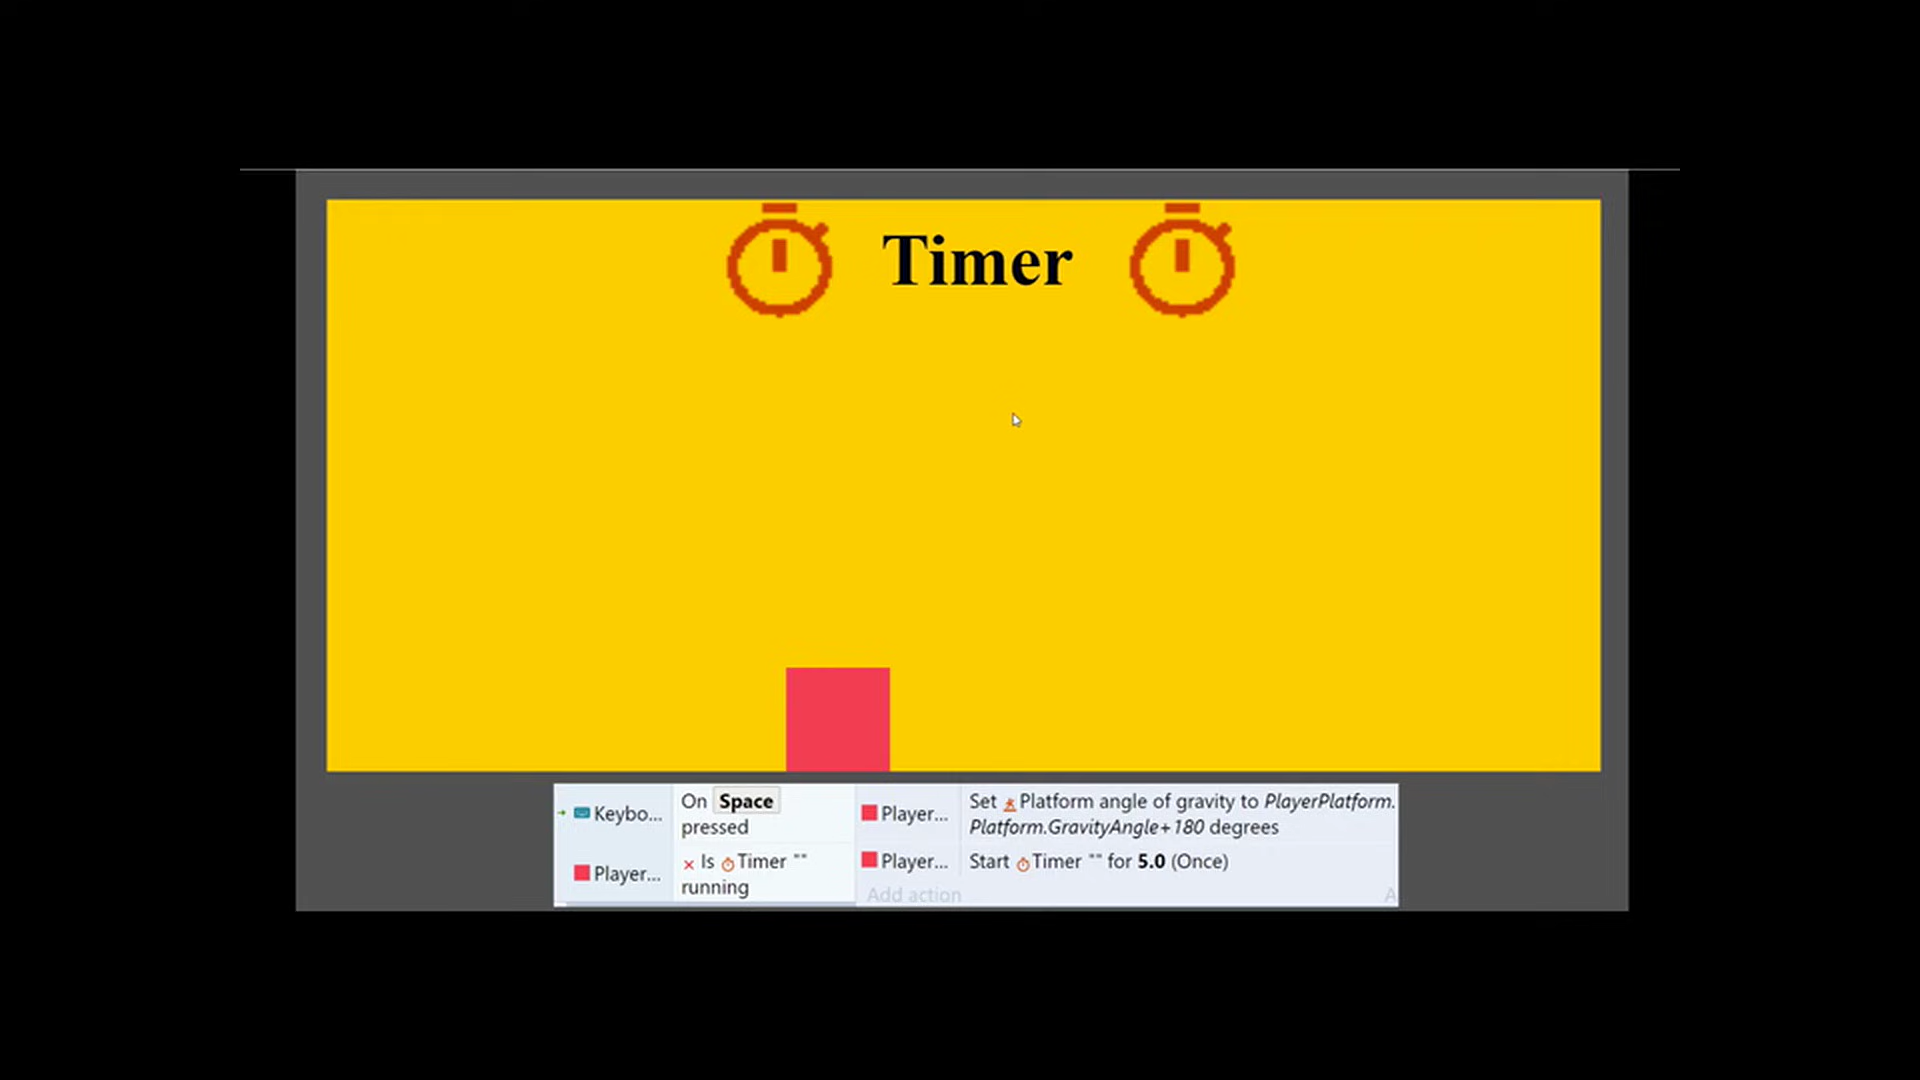 Timer
Keybo...
On Space
pressed
Player...
Is Timer ""
running
Player...
Set Platform angle of gravity to PlayerPlatform.
Platform.GravityAngle+180 degrees
Player...
Start Timer "" for 5.0 (Once)
Add action
A